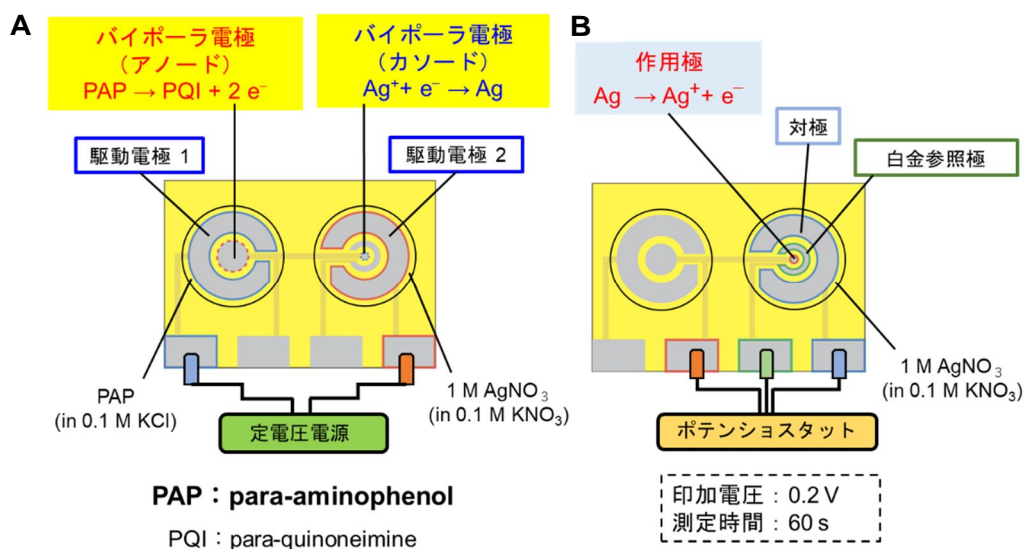 A
バイポーラ電極
（アノード）
PAP → PQI + 2 e⁻
バイポーラ電極
（カソード）
Ag⁺+ e⁻ → Ag
駆動電極 1
駆動電極 2
PAP
(in 0.1 M KCl)
1 M AgNO₃
(in 0.1 M KNO₃)
定電圧電源
PAP：para-aminophenol
PQI：para-quinoneimine
B
作用極
Ag → Ag⁺+ e⁻
対極
白金参照極
1 M AgNO₃
(in 0.1 M KNO₃)
ポテンショスタット
印加電圧：0.2 V
測定時間：60 s